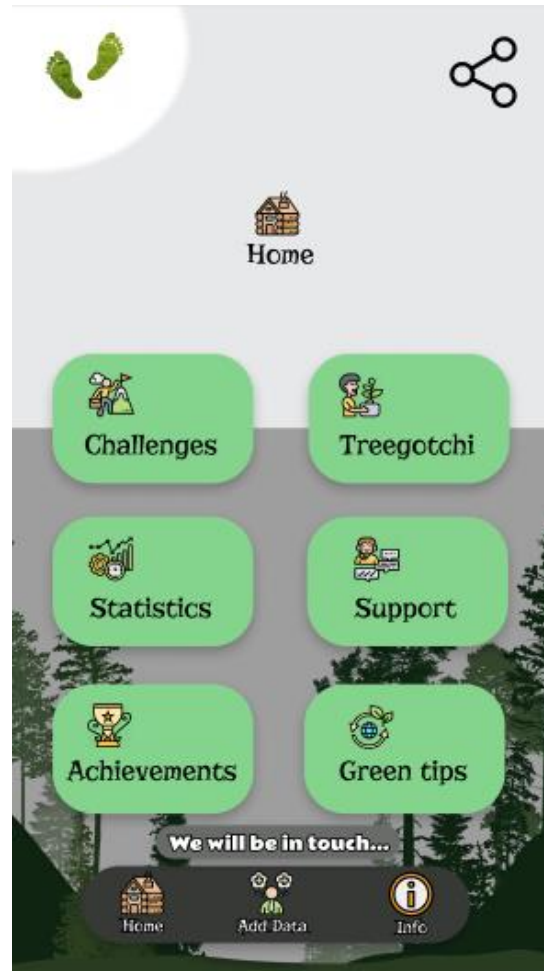 Home
Challenges
Treegotchi
Statistics
Support
Achievements
Green tips
We will be in touch...
Home
Add Data
Info